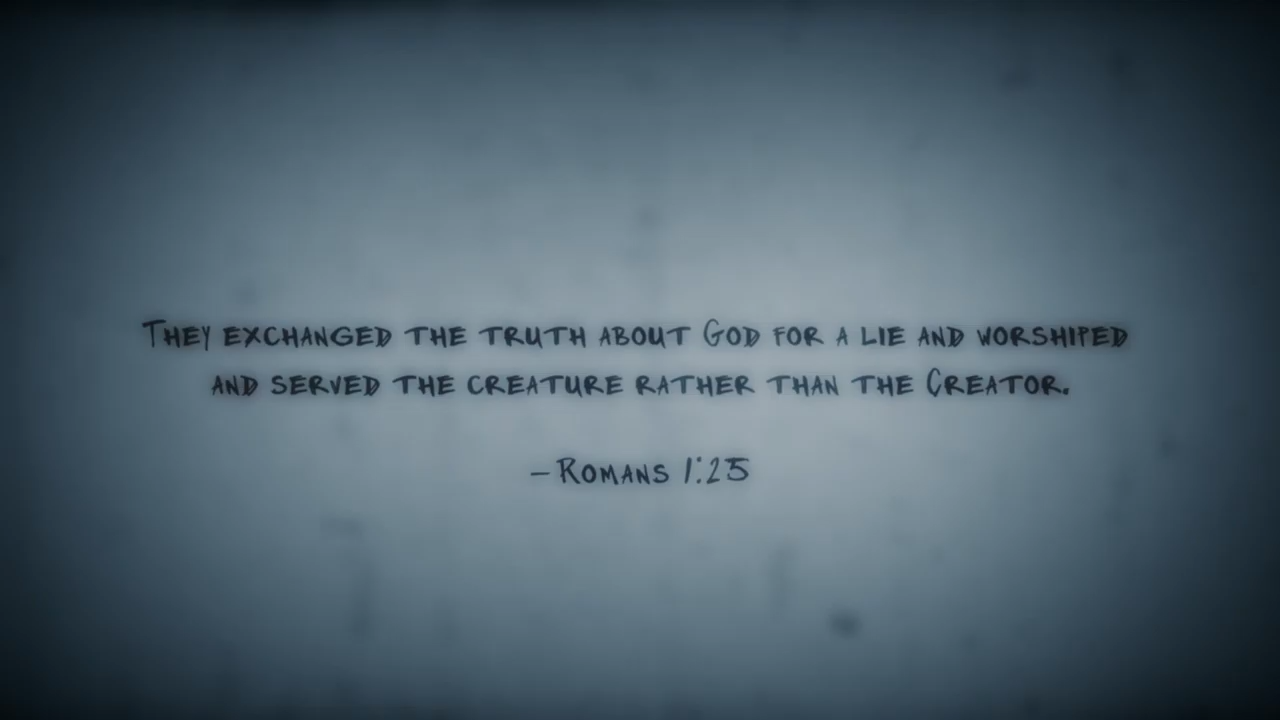 They exchanged the truth about God for a lie and worshiped
and served the creature rather than the Creator.
–Romans 1:25